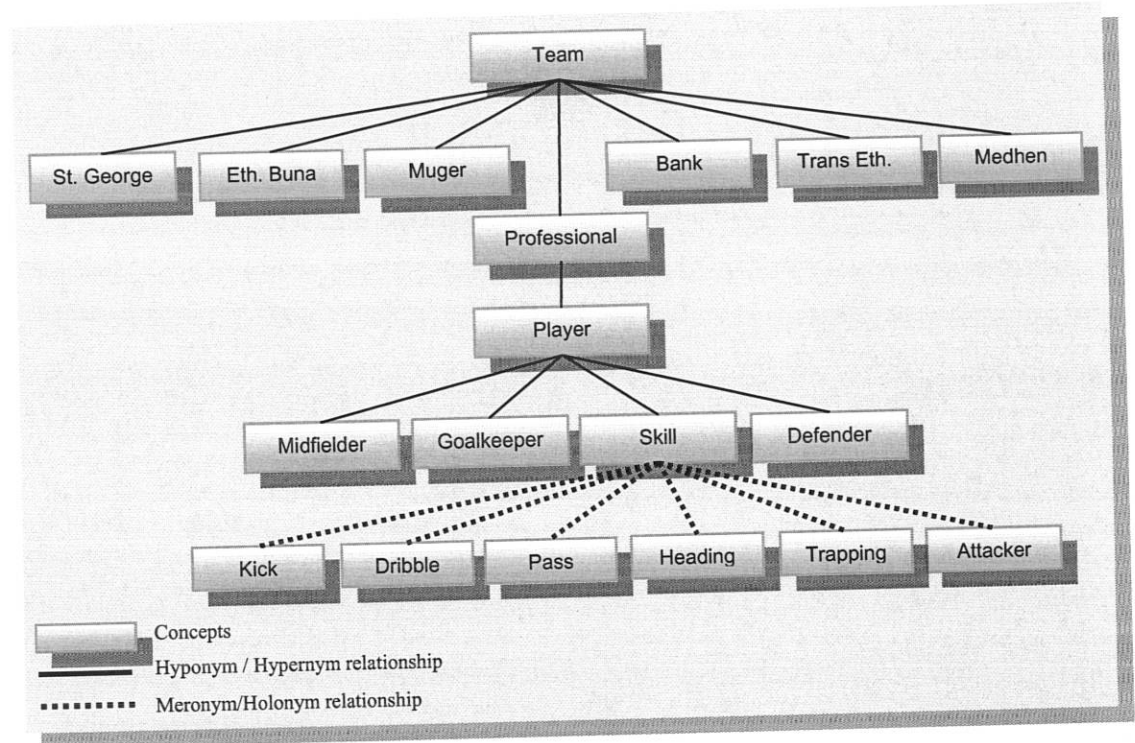 Team
St. George
Eth. Buna
Muger
Bank
Trans Eth.
Medhen
Professional
Player
Midfielder
Goalkeeper
Skill
Defender
Kick
Dribble
Pass
Heading
Trapping
Attacker
Concepts
Hyponym / Hypernym relationship
Meronym/Holonym relationship